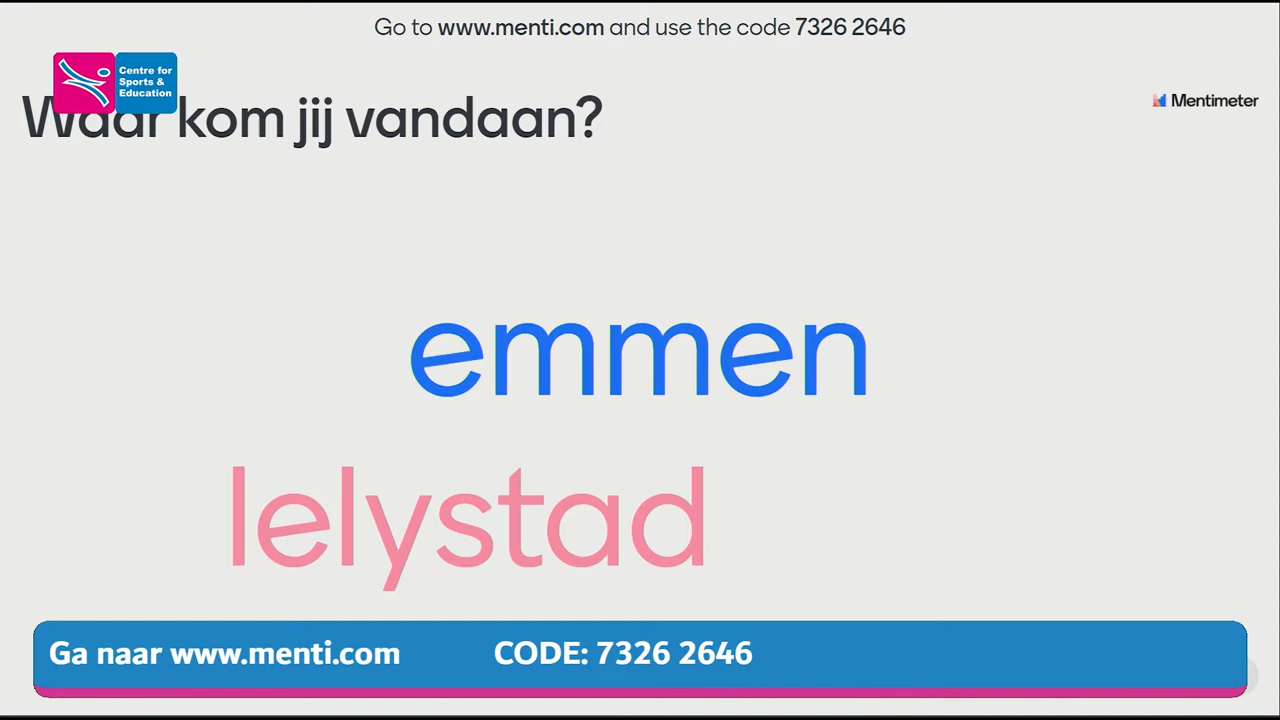 Go to www.menti.com and use the code 7326 2646
Centre for
Sports &
Education
Waar kom jij vandaan?
Mentimeter
emmen
lelystad
Ga naar www.menti.com CODE: 7326 2646